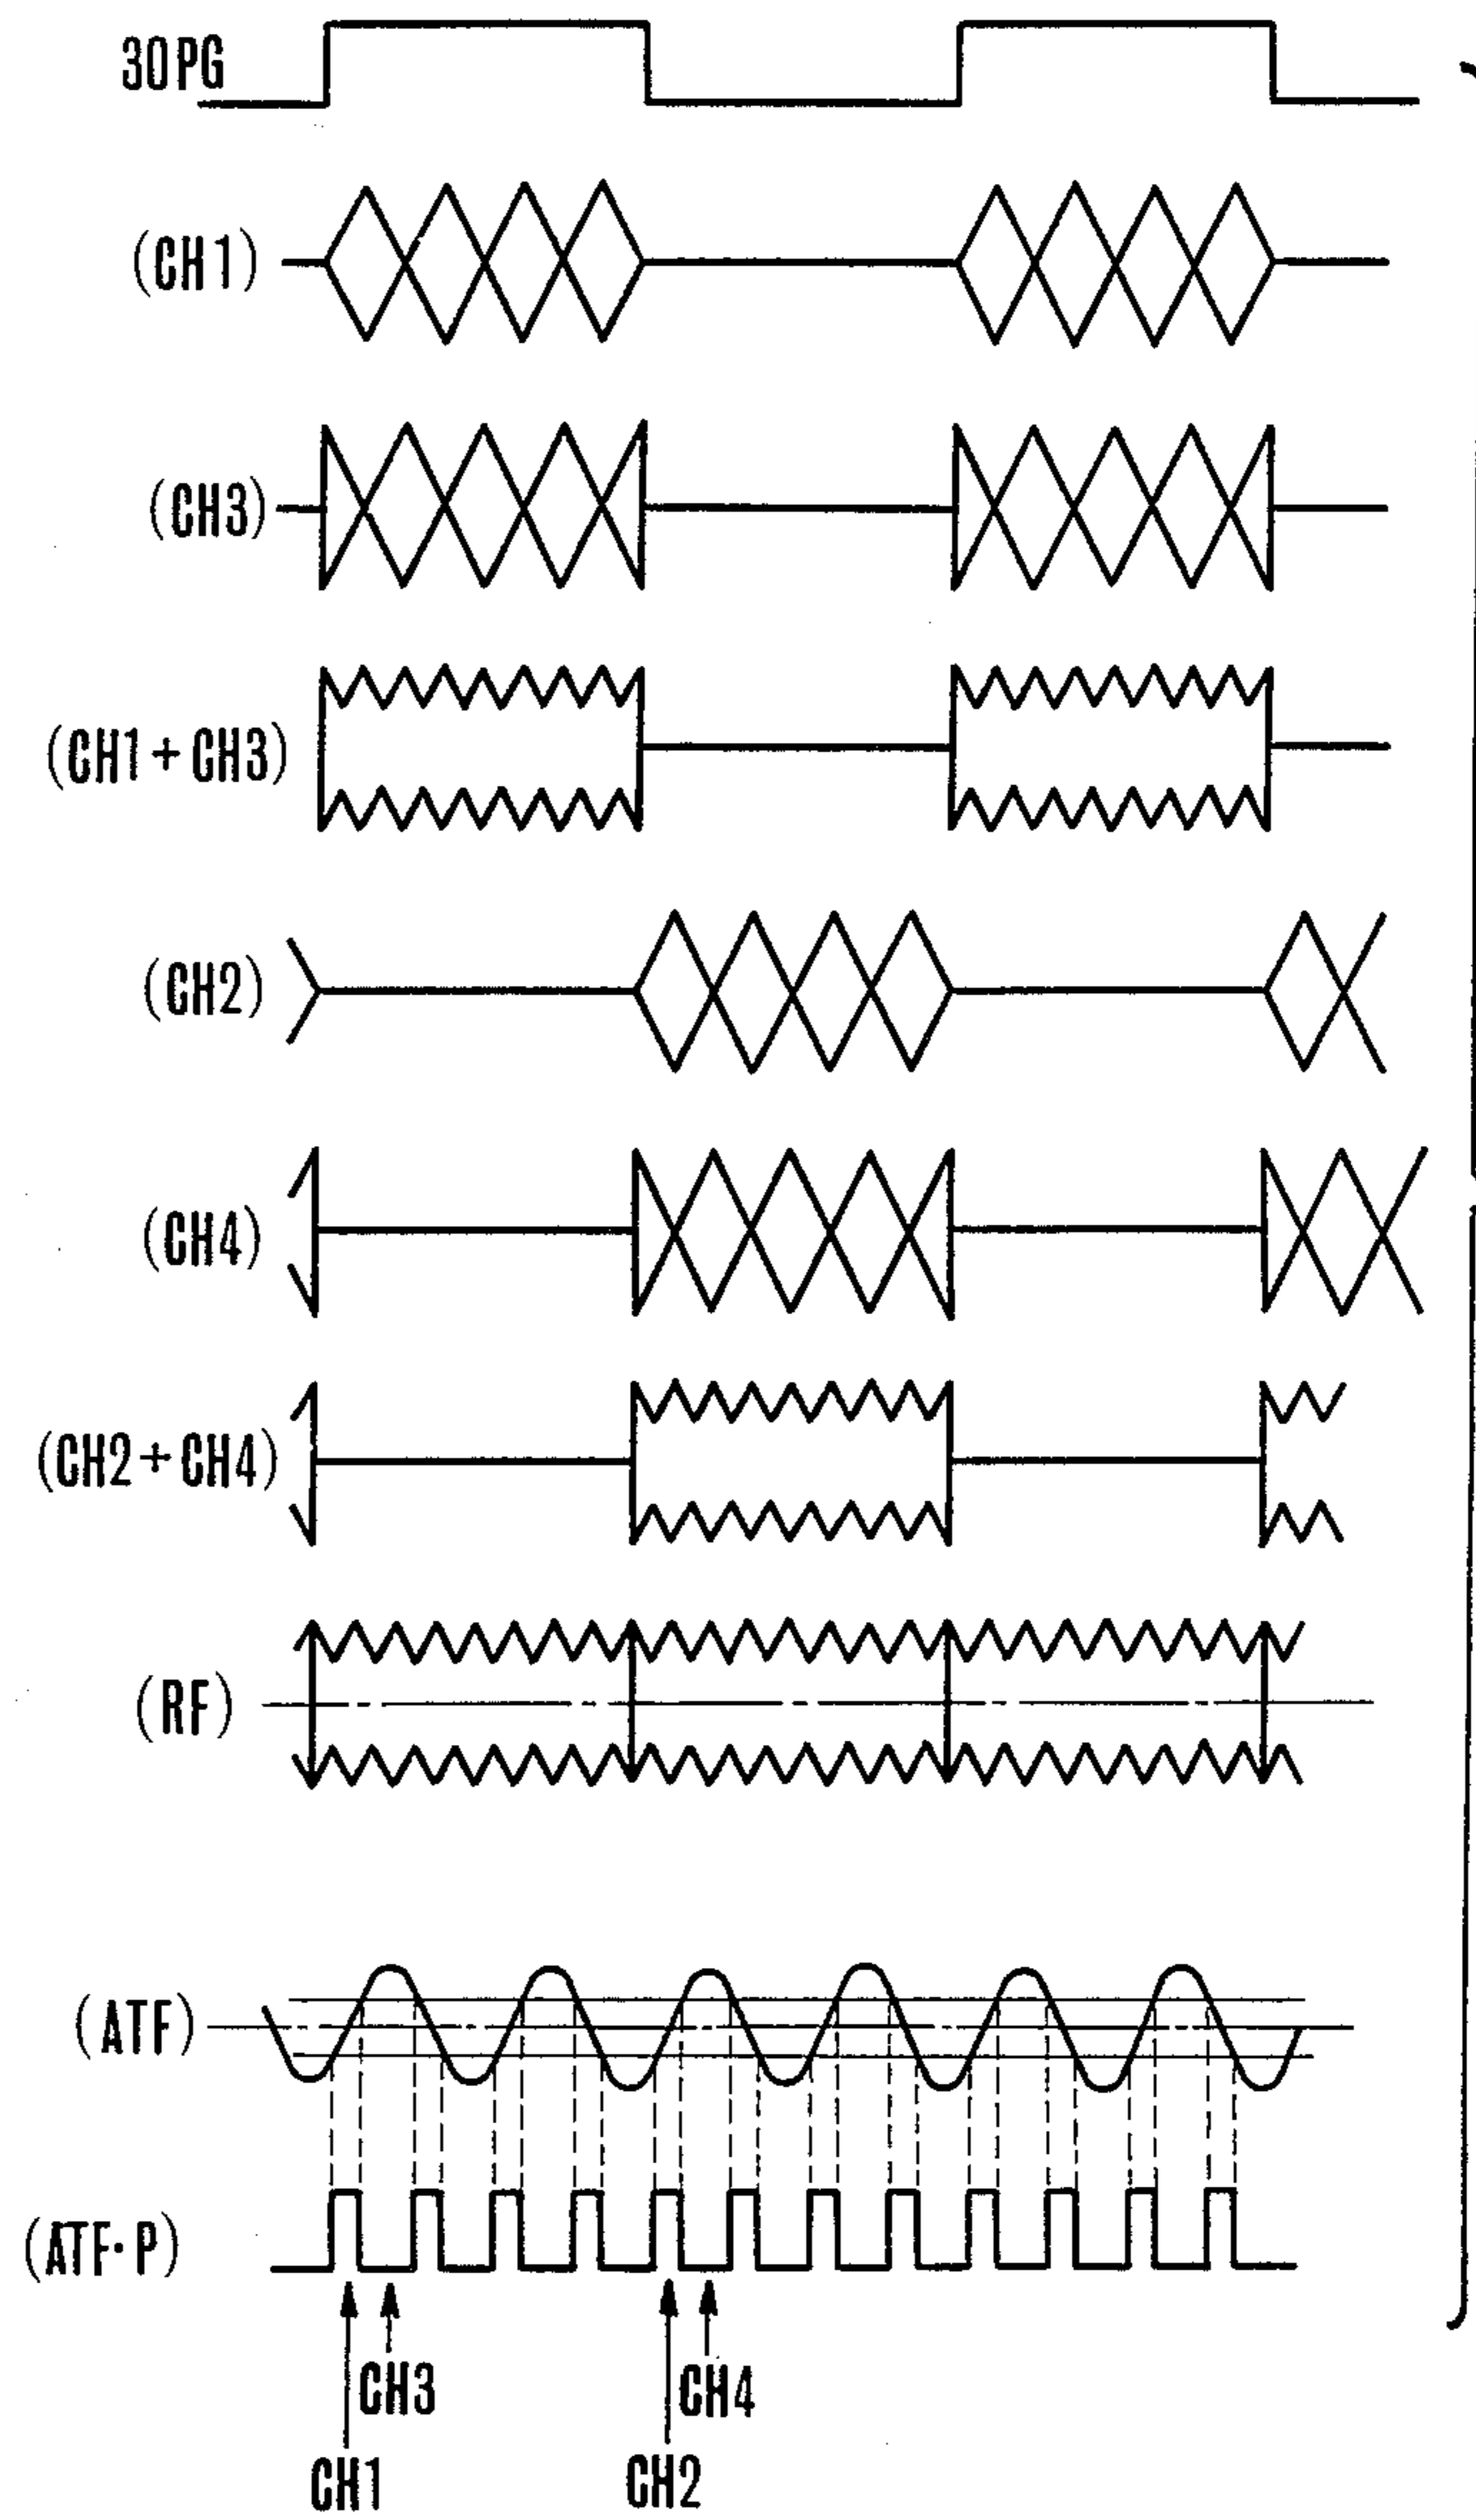 30PG
(CH1)
(CH3)
(CH1+CH3)
(CH2)
(CH4)
(CH2+CH4)
(RF)
(ATF)
(ATF·P)
CH3
CH4
CH1
CH2